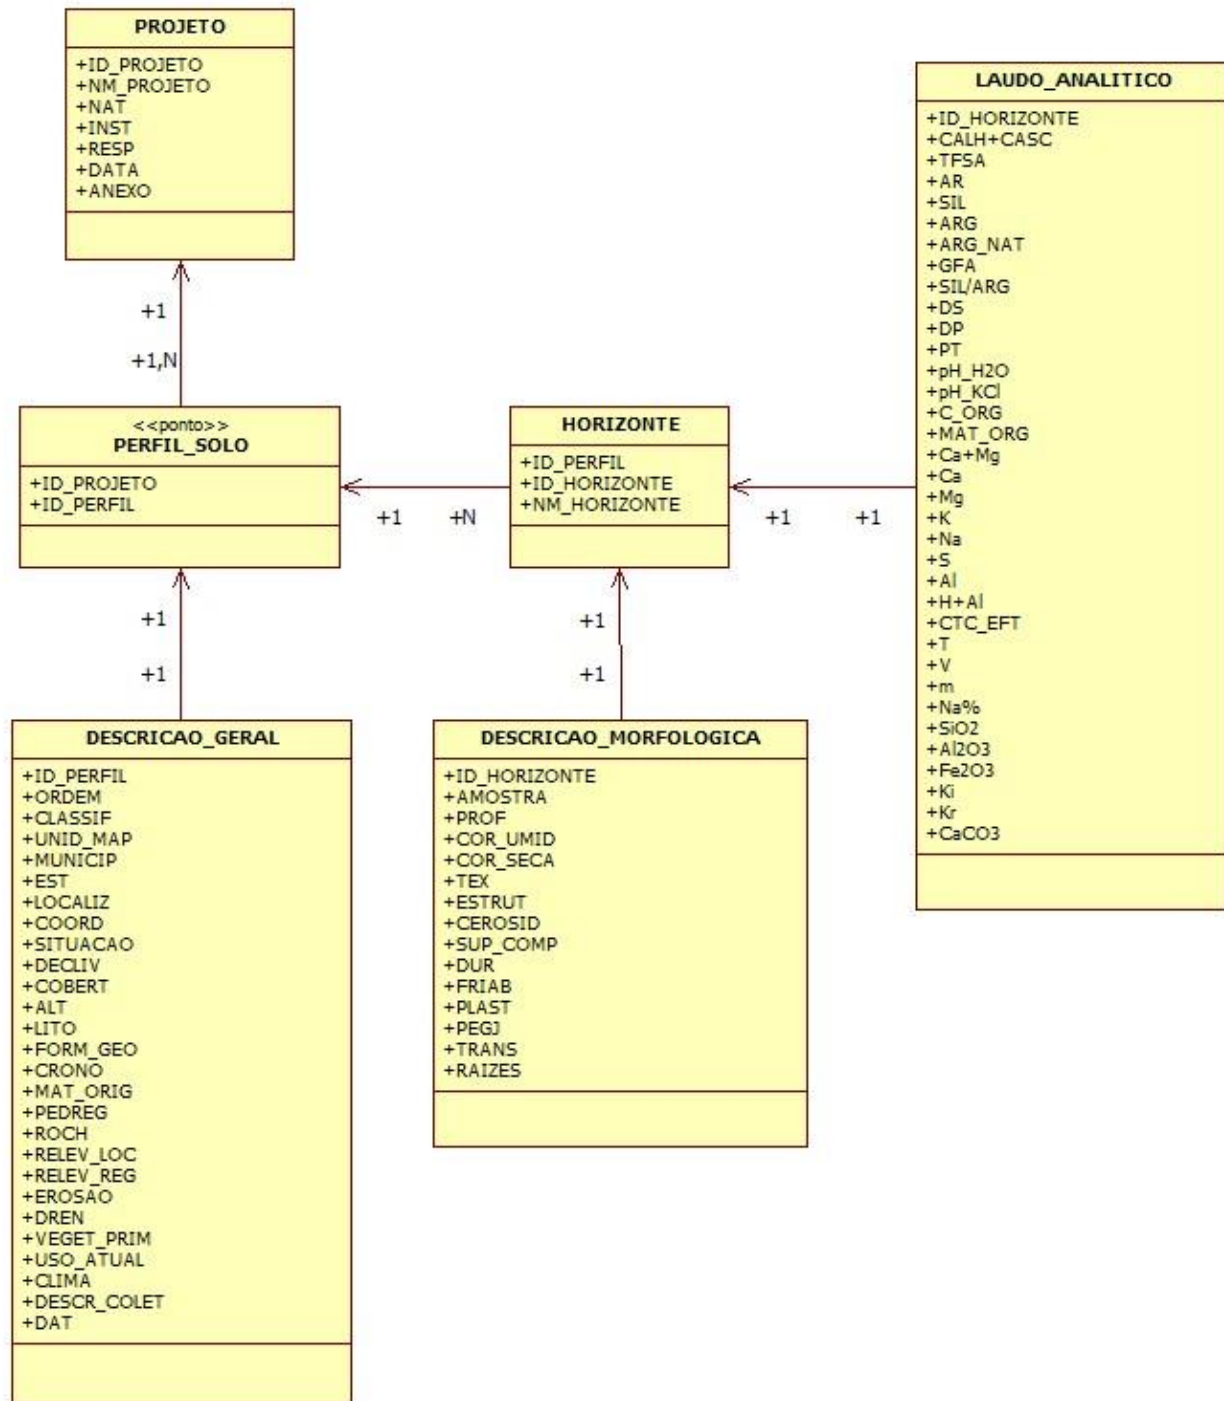 PROJETO
+ID_PROJETO
+NM_PROJETO
+NAT
+INST
+RESP
+DATA
+ANEXO
+1
+1,N
<<ponto>>
PERFIL_SOLO
+ID_PROJETO
+ID_PERFIL
+1
+N
HORIZONTE
+ID_PERFIL
+ID_HORIZONTE
+NM_HORIZONTE
+1
+1
LAUDO_ANALITICO
+ID_HORIZONTE
+CALH+CASC
+TFSA
+AR
+SIL
+ARG
+ARG_NAT
+GFA
+SIL/ARG
+DS
+DP
+PT
+pH_H2O
+pH_KCl
+C_ORG
+MAT_ORG
+Ca+Mg
+Ca
+Mg
+K
+Na
+S
+Al
+H+Al
+CTC_EFT
+T
+V
+m
+Na%
+SiO2
+Al2O3
+Fe2O3
+Ki
+Kr
+CaCO3
+1
+1
DESCRICAO_GERAL
+ID_PERFIL
+ORDEM
+CLASSIF
+UNID_MAP
+MUNICIP
+EST
+LOCALIZ
+COORD
+SITUACAO
+DECLIV
+COBERT
+ALT
+LITO
+FORM_GEO
+CRONO
+MAT_ORIG
+PEDREG
+ROCH
+RELEV_LOC
+RELEV_REG
+EROSAO
+DREN
+VEGET_PRIM
+USO_ATUAL
+CLIMA
+DESCR_COLET
+DAT
+1
+1
DESCRICAO_MORFOLOGICA
+ID_HORIZONTE
+AMOSTRA
+PROF
+COR_UMID
+COR_SECA
+TEX
+ESTRUT
+CEROSID
+SUP_COMP
+DUR
+FRIAB
+PLAST
+PEGJ
+TRANS
+RAIZES